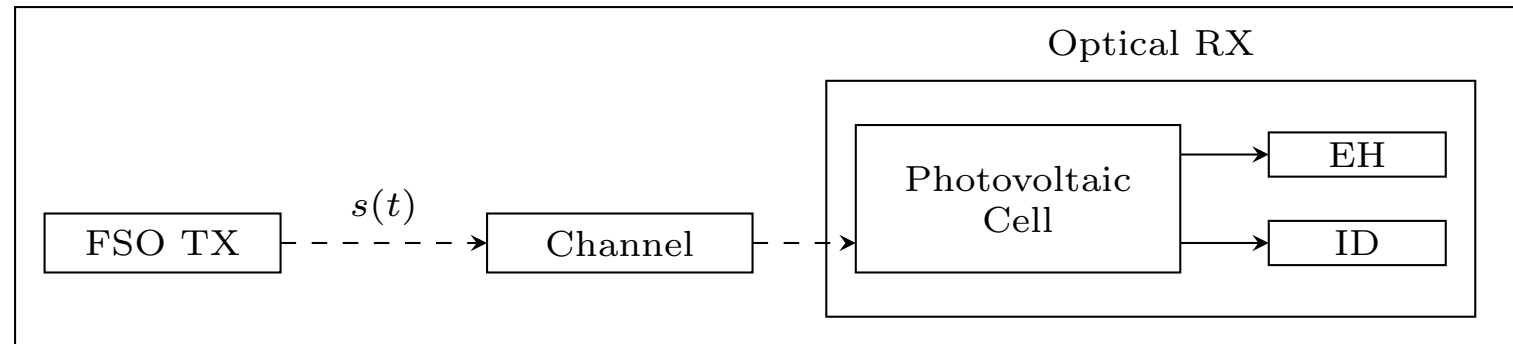 Optical RX
FSO TX
s(t)
Channel
Photovoltaic
Cell
EH
ID